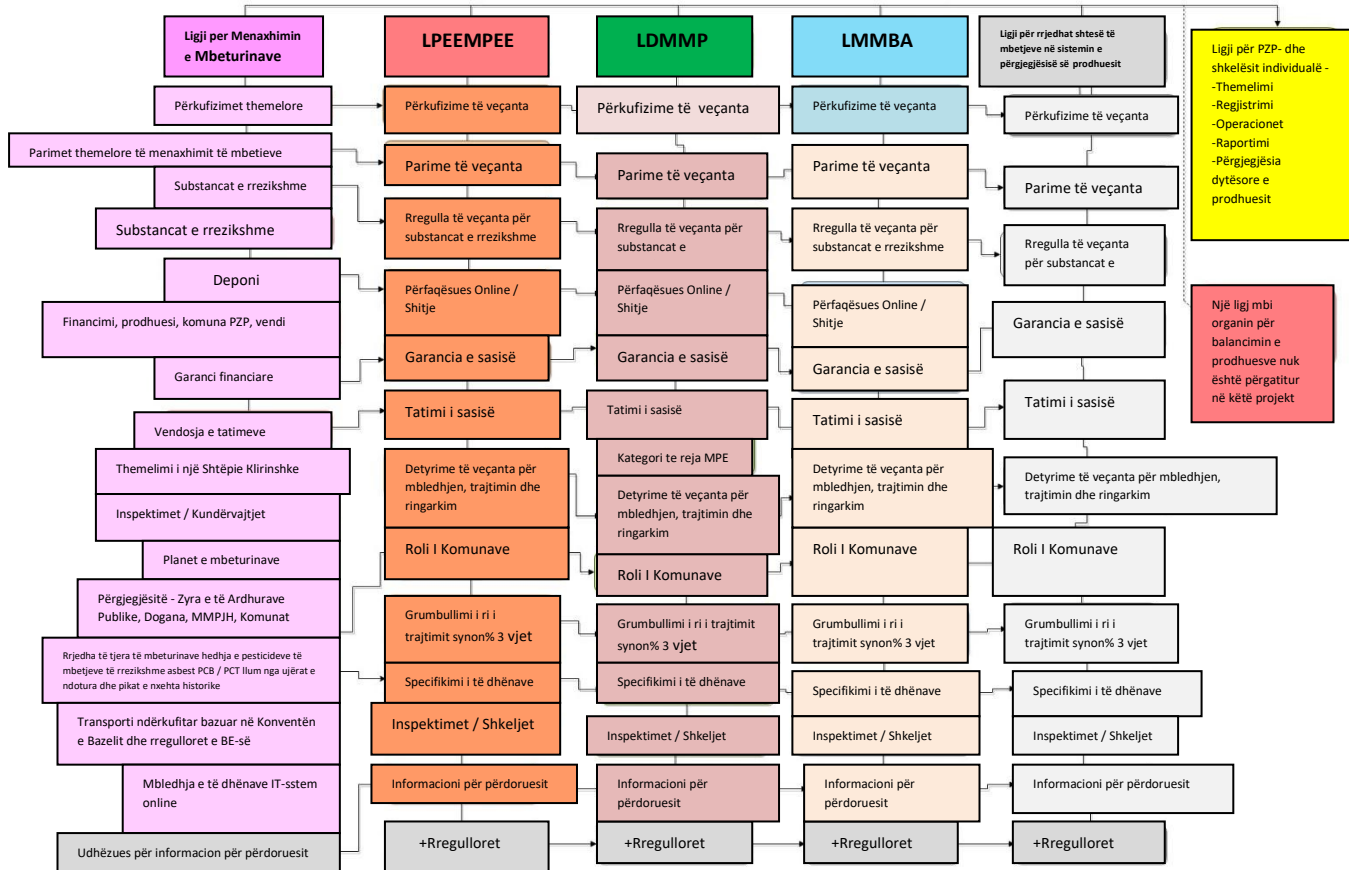 Ligji per Menaxhimin
e Mbeturinave
Përkufizimet themelore
Parimet themelore të menaxhimit të mbetieve
Substancat e rrezikshme
Substancat e rrezikshme
Deponi
Financimi, prodhuesi, komuna PZP, vendi
Garanci financiare
Vendosja e tatimeve
Themelimi i një Shtëpie Klirinshke
Inspektimet / Kundërvajtjet
Planet e mbeturinave
Përgjegjësitë - Zyra e të Ardhurave
Publike, Dogana, MMPJH, Komunat
Rrjedha të tjera të mbeturinave hedhja e pesticideve të
mbetjeve të rrezikshme asbest PCB / PCT llum nga ujërat e
ndotura dhe pikat e nxehta historike
Transporti ndërkufitar bazuar në Konventën
e Bazelit dhe rregulloret e BE-së
Mbledhja e të dhënave IT-sstem
online
Udhëzues për informacion për përdoruesit
LPEEMPEE
Përkufizime të veçanta
Parime të veçanta
Rregulla të veçanta për
substancat e rrezikshme
Përfaqësues Online /
Shitje
Garancia e sasisë
Tatimi i sasisë
Detyrime të veçanta për
mbledhjen, trajtimin dhe
ringarkim
Roli I Komunave
Grumbullimi i ri i
trajtimit synon% 3 vjet
Specifikimi i të dhënave
Inspektimet / Shkeljet
Informacioni për përdoruesit
+Rregulloret
LDMMP
Përkufizime të veçanta
Parime të veçanta
Rregulla të veçanta për
substancat e
Përfaqësues Online /
Shitje
Garancia e sasisë
Tatimi i sasisë
Kategori te reja MPE
Detyrime të veçanta për
mbledhjen, trajtimin dhe
ringarkim
Roli I Komunave
Grumbullimi i ri i trajtimit
synon% 3 vjet
Specifikimi i të dhënave
Inspektimet / Shkeljet
Informacioni për
përdoruesit
+Rregulloret
LMMBA
Përkufizime të veçanta
Parime të veçanta
Rregulla të veçanta për
substancat e rrezikshme
Përfaqësues Online /
Shitje
Garancia e sasisë
Tatimi i sasisë
Detyrime të veçanta për
mbledhjen, trajtimin dhe
ringarkim
Roli I Komunave
Grumbullimi i ri i
trajtimit synon% 3 vjet
Specifikimi i të dhënave
Inspektimet / Shkeljet
Informacioni për
përdoruesit
+Rregulloret
Ligji për rrjedhat shtesë të
mbetjeve në sistemin e
përgjegjësisë së prodhuesit
Përkufizime të veçanta
Parime të veçanta
Rregulla të veçanta
për substancat e
Garancia e sasisë
Tatimi i sasisë
Detyrime të veçanta për mbledhjen,
trajtimin dhe ringarkim
Roli I Komunave
Grumbullimi i ri i
trajtimit synon% 3 vjet
Specifikimi i të dhënave
Inspektimet / Shkeljet
Informacioni për përdoruesit
+Rregulloret
Ligji për PZP- dhe
shkelësit individualë -
-Themelimi
-Regjistrimi
-Operacionet
-Raportimi
-Përgjegjësia
dytësore e
prodhuesit
Një ligj mbi
organin për
balancimin e
prodhuesve nuk
është përgatitur
në këtë projekt